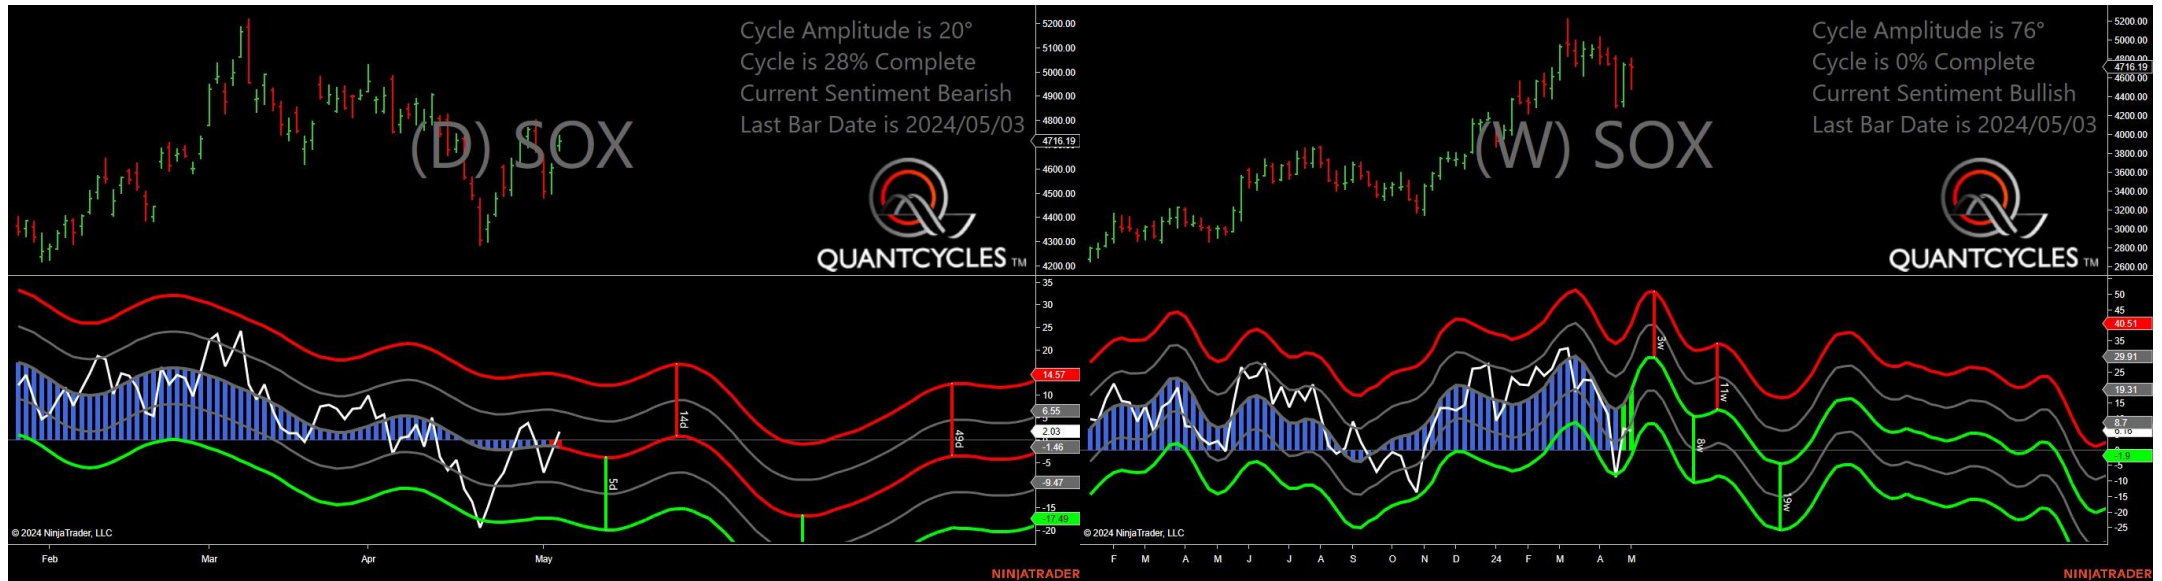 Cycle Amplitude is 20°
Cycle is 28% Complete
Current Sentiment Bearish
Last Bar Date is 2024/05/03
(D) SOX
QUANTCYCLES TM
5200.00
5100.00
5000.00
4900.00
4800.00
4716.19
4600.00
4500.00
4400.00
4300.00
4200.00
35
30
25
20
14.57
10
6.55
2.03
-1.46
-5
-9.47
-15
-17.49
-20
5d
14d
49d
© 2024 NinjaTrader, LLC
Feb Mar Apr May
NINJATRADER
Cycle Amplitude is 76°
Cycle is 0% Complete
Current Sentiment Bullish
Last Bar Date is 2024/05/03
(W) SOX
QUANTCYCLES TM
5200.00
5000.00
4800.00
4716.19
4600.00
4400.00
4200.00
4000.00
3800.00
3600.00
3400.00
3200.00
3000.00
2800.00
2600.00
50
45
40.51
35
29.91
25
19.31
15
8.7
-1.9
-5
-10
-15
-20
-25
3w
8w
11w
19w
© 2024 NinjaTrader, LLC
F M A M J J A S O N D 24 F M A M
NINJATRADER